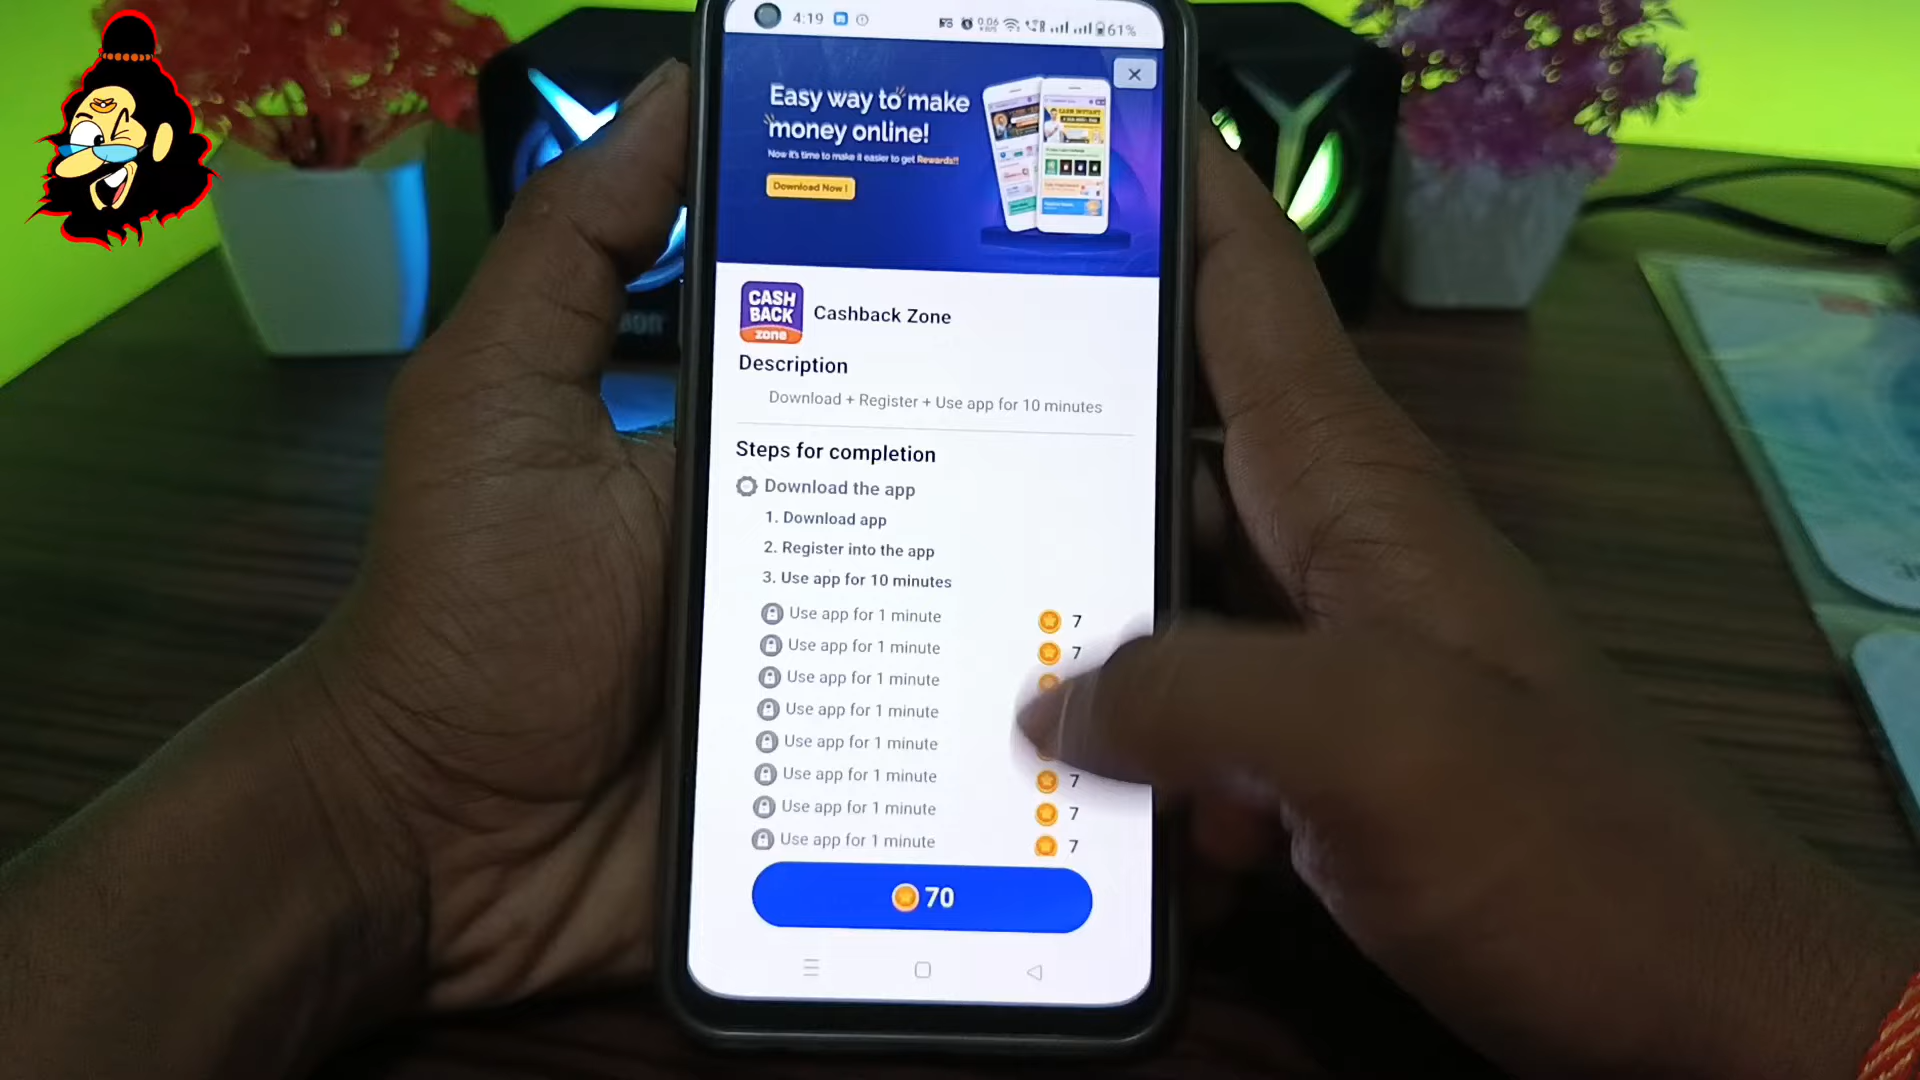 4:19
0.06
61%
Easy way to make
money online!
Now it's time to make it easier to get Rewards!!
Download Now !
CASH
BACK
zone
Cashback Zone
Description
Download + Register + Use app for 10 minutes
Steps for completion
Download the app
1. Download app
2. Register into the app
3. Use app for 10 minutes
Use app for 1 minute 7
Use app for 1 minute 7
Use app for 1 minute
Use app for 1 minute
Use app for 1 minute
Use app for 1 minute 7
Use app for 1 minute 7
Use app for 1 minute 7
70